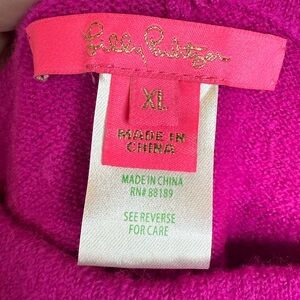 Lilly Pulitzer
XL
MADE IN
CHINA
MADE IN CHINA
RN# 88189
SEE REVERSE
FOR CARE